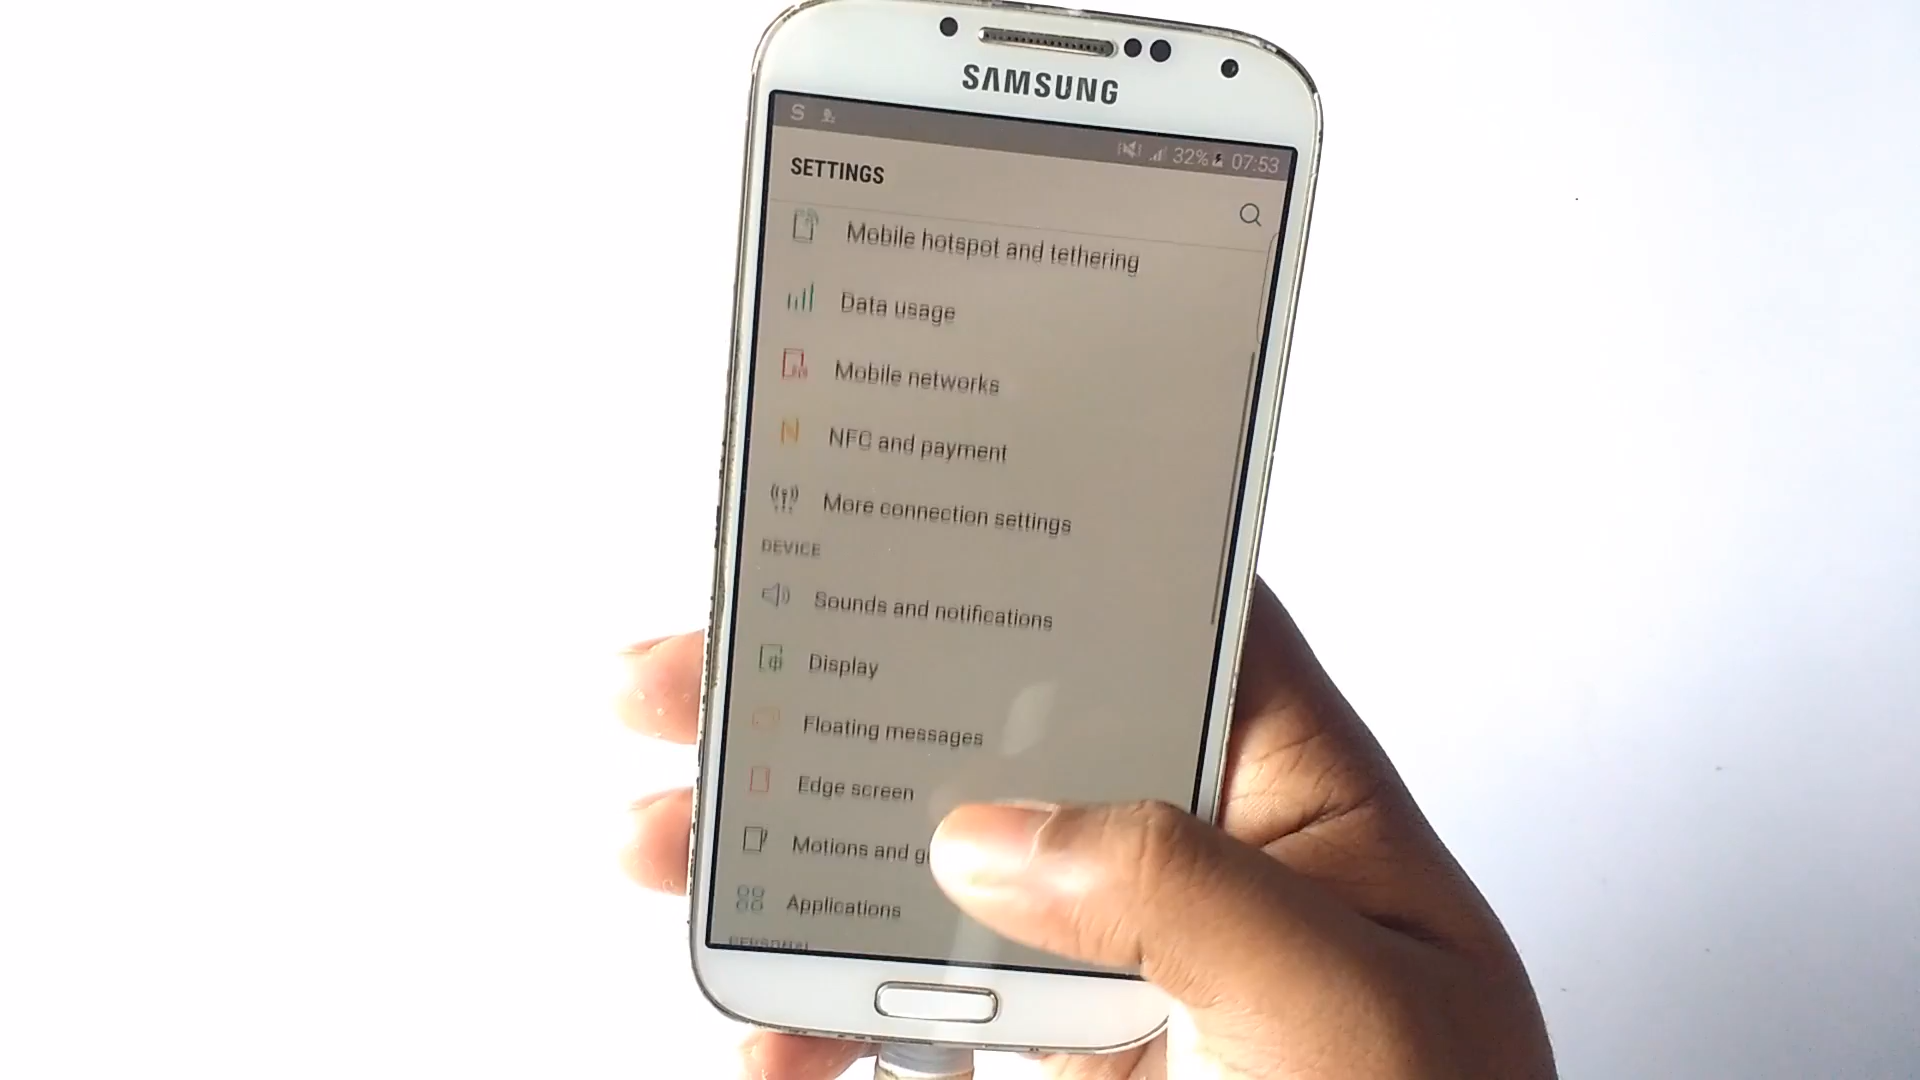 SAMSUNG
S
32% 07:53
SETTINGS
Mobile hotspot and tethering
Data usage
Mobile networks
NFC and payment
More connection settings
DEVICE
Sounds and notifications
Display
Floating messages
Edge screen
Motions and
Applications
PERSONAL